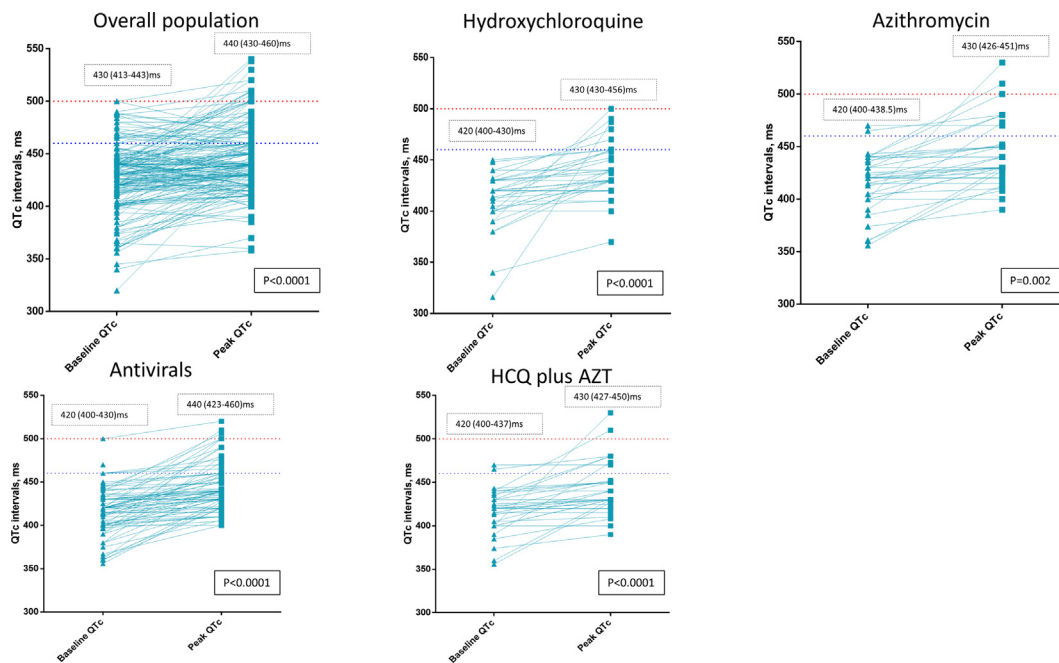 Overall population
550
440 (430-460)ms
430 (413-443)ms
500
450
400
350
300
QTc intervals, ms
P<0.0001
Baseline QTc
Peak QTc
Hydroxychloroquine
550
430 (430-456)ms
500
420 (400-430)ms
450
400
350
300
QTc intervals, ms
P<0.0001
Baseline QTc
Peak QTc
Azithromycin
550
430 (426-451)ms
500
420 (400-438.5)ms
450
400
350
300
QTc intervals, ms
P=0.002
Baseline QTc
Peak QTc
Antivirals
550
440 (423-460)ms
420 (400-430)ms
500
450
400
350
300
QTc intervals, ms
P<0.0001
Baseline QTc
Peak QTc
HCQ plus AZT
550
430 (427-450)ms
420 (400-437)ms
500
450
400
350
300
QTc intervals, ms
P<0.0001
Baseline QTc
Peak QTc